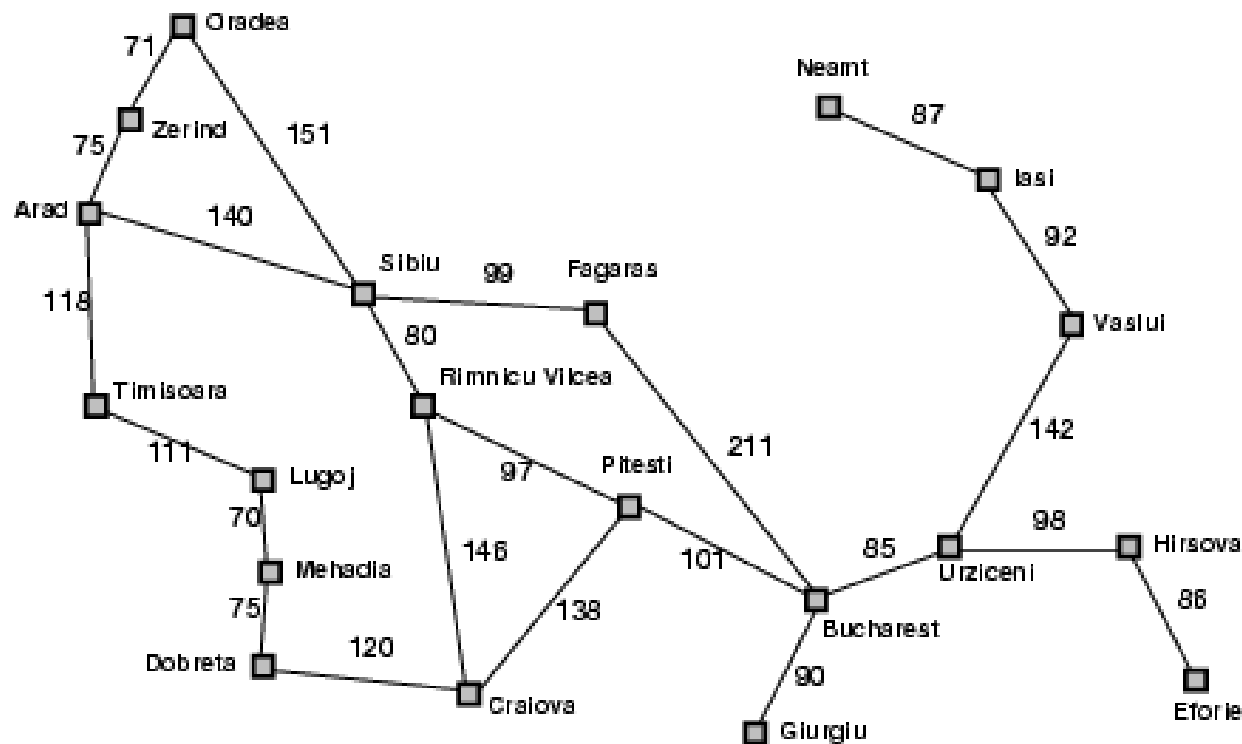 Oradea
71
Neamt
87
Zerind
151
75
Iasi
Arad
140
92
Sibiu
99
Fagaras
118
80
Vaslui
Timisoara
Rimnicu Vilcea
142
211
111
Lugoj
97
Pitesti
70
98
Hirsova
146
101
85
Mehadia
Urziceni
75
138
86
Bucharest
Dobreta
120
90
Craiova
Eforie
Giurgiu